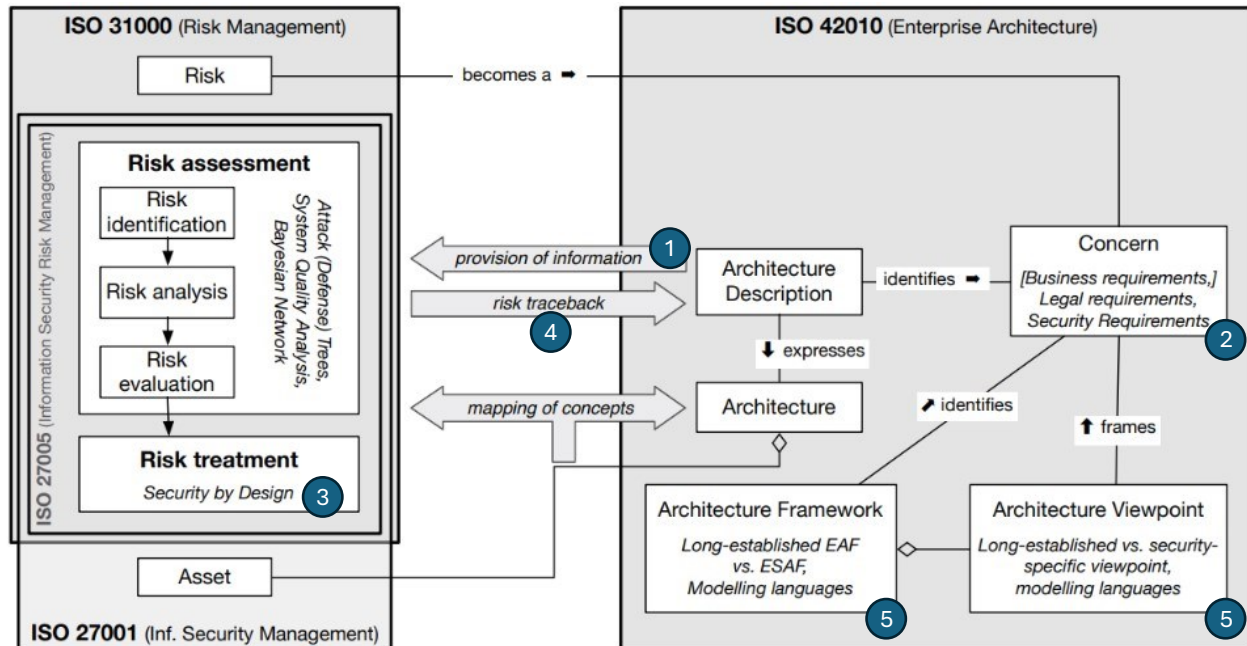 ISO 31000 (Risk Management)
Risk
ISO 27005 (Information Security Risk Management)
Risk assessment
Risk
identification
Risk analysis
Risk
evaluation
Attack (Defense) Trees,
System Quality Analysis,
Bayesian Network
Risk treatment
Security by Design
3
Asset
ISO 27001 (Inf. Security Management)
becomes a ➡
provision of information
1
risk traceback
4
mapping of concepts
ISO 42010 (Enterprise Architecture)
Architecture
Description
identifies ➡
Concern
[Business requirements,]
Legal requirements,
Security Requirements
2
⬇ expresses
Architecture
⬈ identifies
⬆ frames
Architecture Framework
Long-established EAF
vs. ESAF,
Modelling languages
5
Architecture Viewpoint
Long-established vs. security-
specific viewpoint,
modelling languages
5